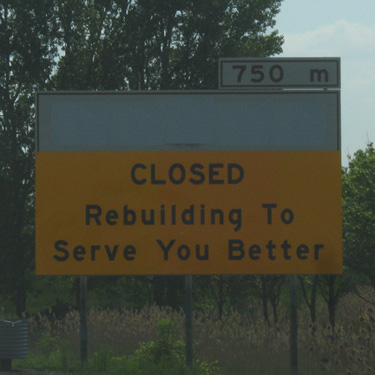 750 m
CLOSED
Rebuilding To
Serve You Better